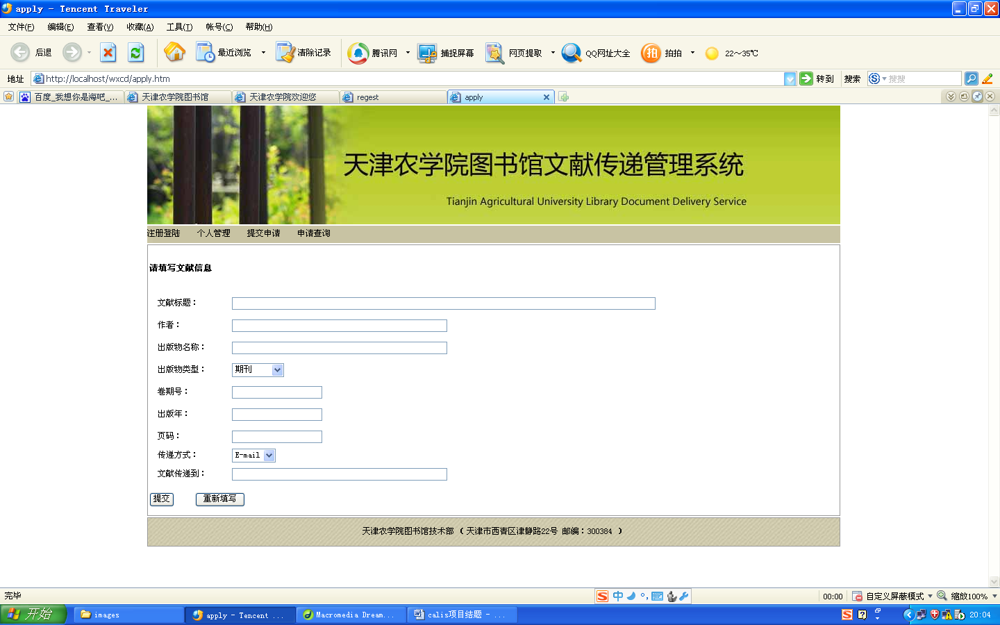 apply - Tencent Traveler
文件(F) 编辑(E) 查看(V) 收藏(A) 工具(T) 帐号(C) 帮助(H)
后退 最近浏览 清除记录 腾讯网 捕捉屏幕 网页提取 QQ网址大全 拍拍 22～35℃
地址 http://localhost/wxcd/apply.htm 转到 搜索 搜搜
百度_我想你是海吧_... 天津农学院图书馆 天津农学院欢迎您 regest apply
天津农学院图书馆文献传递管理系统
Tianjin Agricultural University Library Document Delivery Service
注册登陆 个人管理 提交申请 申请查询
请填写文献信息
文献标题：
作者：
出版物名称：
出版物类型： 期刊
卷期号：
出版年：
页码：
传递方式： E-mail
文献传递到：
提交 重新填写
天津农学院图书馆技术部 （ 天津市西青区津静路22号 邮编：300384 ）
完毕 中 00:00 自定义屏蔽模式 缩放100%
开始 images apply - Tencent ... Macromedia Dream... calis项目结题 - ... 20:04